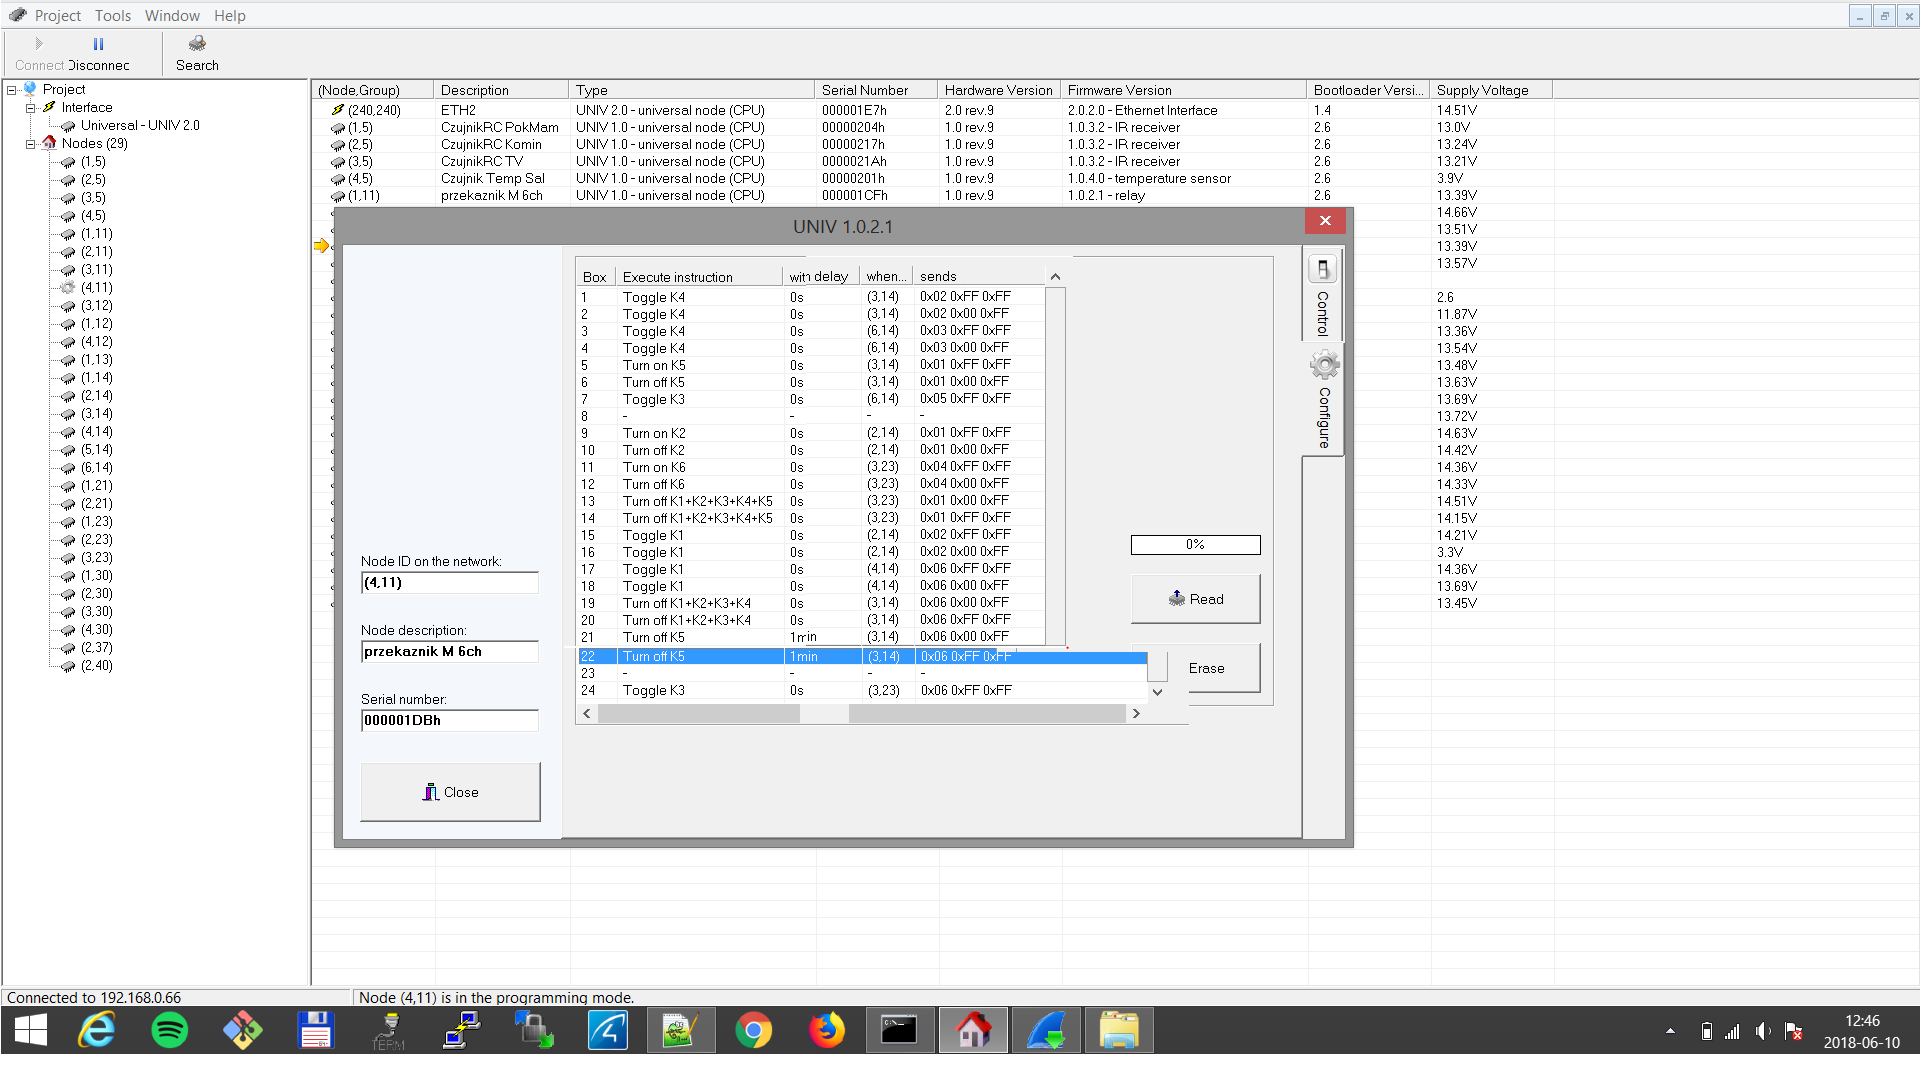 Project Tools Window Help
Connect Disconnec Search
Project
Interface
Universal - UNIV 2.0
Nodes (29)
(1,5)
(2,5)
(3,5)
(4,5)
(1,11)
(2,11)
(3,11)
(4,11)
(3,12)
(1,12)
(4,12)
(1,13)
(1,14)
(2,14)
(3,14)
(4,14)
(5,14)
(6,14)
(1,21)
(2,21)
(1,23)
(2,23)
(3,23)
(1,30)
(2,30)
(3,30)
(4,30)
(2,37)
(2,40)
(Node,Group) Description Type Serial Number Hardware Version Firmware Version Bootloader Versi... Supply Voltage
(240,240) ETH2 UNIV 2.0 - universal node (CPU) 000001E7h 2.0 rev.9 2.0.2.0 - Ethernet Interface 1.4 14.51V
(1,5) CzujnikRC PokMam UNIV 1.0 - universal node (CPU) 00000204h 1.0 rev.9 1.0.3.2 - IR receiver 2.6 13.0V
(2,5) CzujnikRC Komin UNIV 1.0 - universal node (CPU) 00000217h 1.0 rev.9 1.0.3.2 - IR receiver 2.6 13.24V
(3,5) CzujnikRC TV UNIV 1.0 - universal node (CPU) 0000021Ah 1.0 rev.9 1.0.3.2 - IR receiver 2.6 13.21V
(4,5) Czujnik Temp Sal UNIV 1.0 - universal node (CPU) 00000201h 1.0 rev.9 1.0.4.0 - temperature sensor 2.6 3.9V
(1,11) przekaznik M 6ch UNIV 1.0 - universal node (CPU) 000001CFh 1.0 rev.9 1.0.2.1 - relay 2.6 13.39V
14.66V
13.51V
13.39V
13.57V
2.6
11.87V
13.36V
13.54V
13.48V
13.63V
13.69V
13.72V
14.63V
14.42V
14.36V
14.33V
14.51V
14.15V
14.21V
3.3V
14.36V
13.69V
13.45V
UNIV 1.0.2.1
Box Execute instruction with delay when... sends
1 Toggle K4 0s (3,14) 0x02 0xFF 0xFF
2 Toggle K4 0s (3,14) 0x02 0x00 0xFF
3 Toggle K4 0s (6,14) 0x03 0xFF 0xFF
4 Toggle K4 0s (6,14) 0x03 0x00 0xFF
5 Turn on K5 0s (3,14) 0x01 0xFF 0xFF
6 Turn off K5 0s (3,14) 0x01 0x00 0xFF
7 Toggle K3 0s (6,14) 0x05 0xFF 0xFF
8 - - - -
9 Turn on K2 0s (2,14) 0x01 0xFF 0xFF
10 Turn off K2 0s (2,14) 0x01 0x00 0xFF
11 Turn on K6 0s (3,23) 0x04 0xFF 0xFF
12 Turn off K6 0s (3,23) 0x04 0x00 0xFF
13 Turn off K1+K2+K3+K4+K5 0s (3,23) 0x01 0x00 0xFF
14 Turn off K1+K2+K3+K4+K5 0s (3,23) 0x01 0xFF 0xFF
15 Toggle K1 0s (2,14) 0x02 0xFF 0xFF
16 Toggle K1 0s (2,14) 0x02 0x00 0xFF
17 Toggle K1 0s (4,14) 0x06 0xFF 0xFF
18 Toggle K1 0s (4,14) 0x06 0x00 0xFF
19 Turn off K1+K2+K3+K4 0s (3,14) 0x06 0x00 0xFF
20 Turn off K1+K2+K3+K4 0s (3,14) 0x06 0xFF 0xFF
21 Turn off K5 1min (3,14) 0x06 0x00 0xFF
22 Turn off K5 1min (3,14) 0x06 0xFF 0xFF
23 - - - -
24 Toggle K3 0s (3,23) 0x06 0xFF 0xFF
Node ID on the network:
(4,11)
Node description:
przekaznik M 6ch
Serial number:
000001DBh
Close
0%
Read
Erase
Control
Configure
Connected to 192.168.0.66 Node (4,11) is in the programming mode.
TERM
12:46
2018-06-10